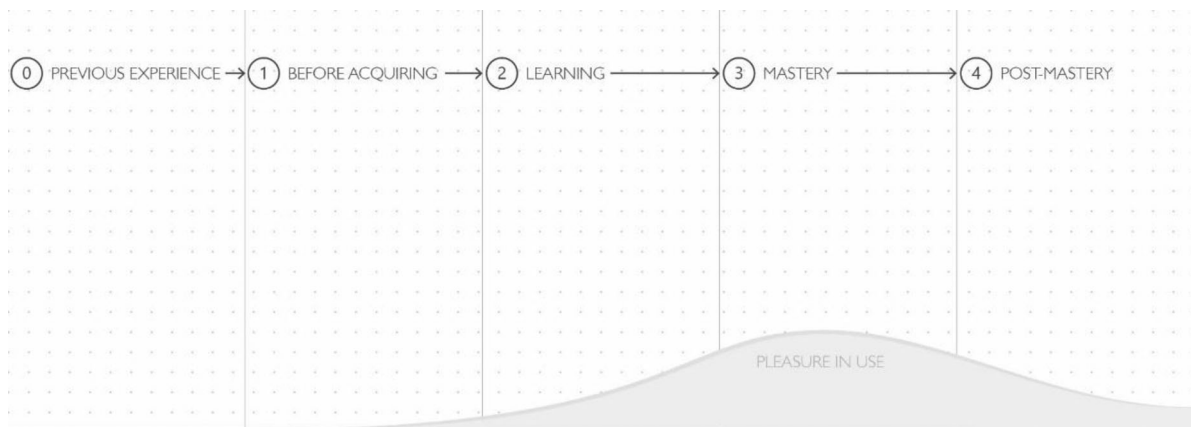 0 PREVIOUS EXPERIENCE
1 BEFORE ACQUIRING
2 LEARNING
3 MASTERY
4 POST-MASTERY
PLEASURE IN USE